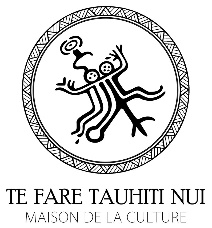 TE FARE TAUHITI NUI
MAISON DE LA CULTURE